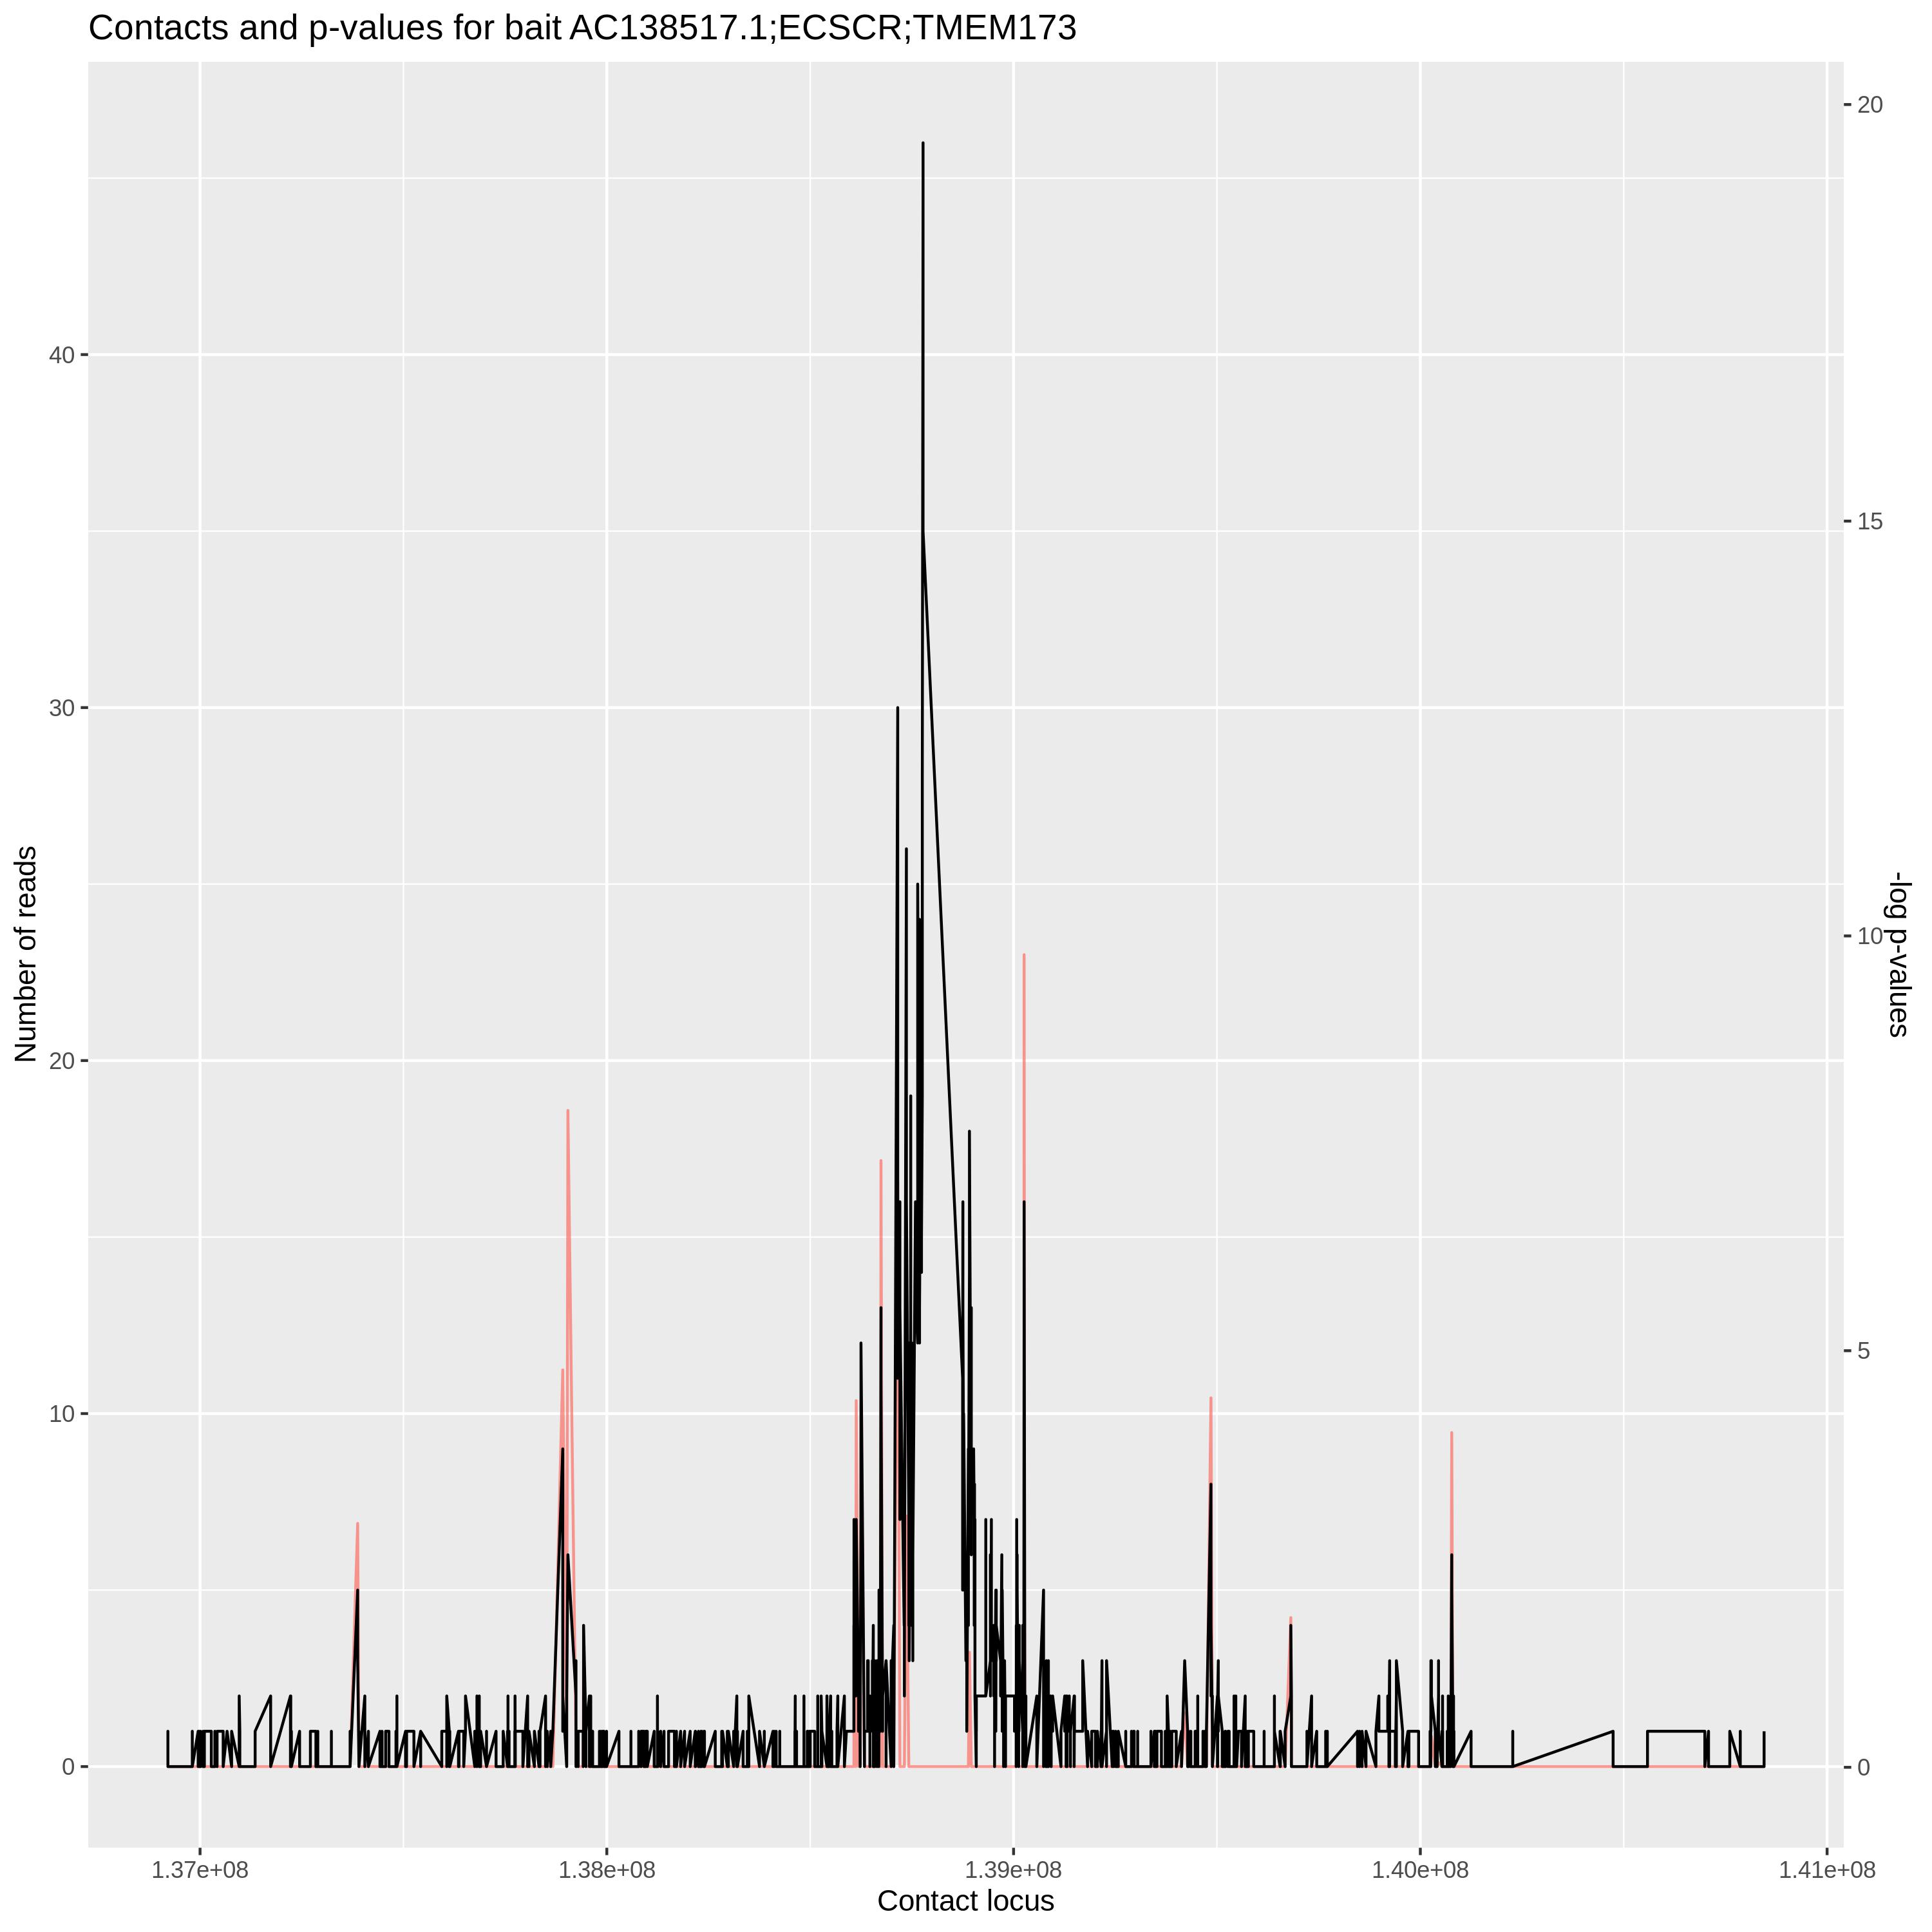 Contacts and p-values for bait AC138517.1;ECSCR;TMEM173
Number of reads
40
30
20
10
0
20
15
10
5
0
-log p-values
1.37e+08
1.38e+08
1.39e+08
1.40e+08
1.41e+08
Contact locus